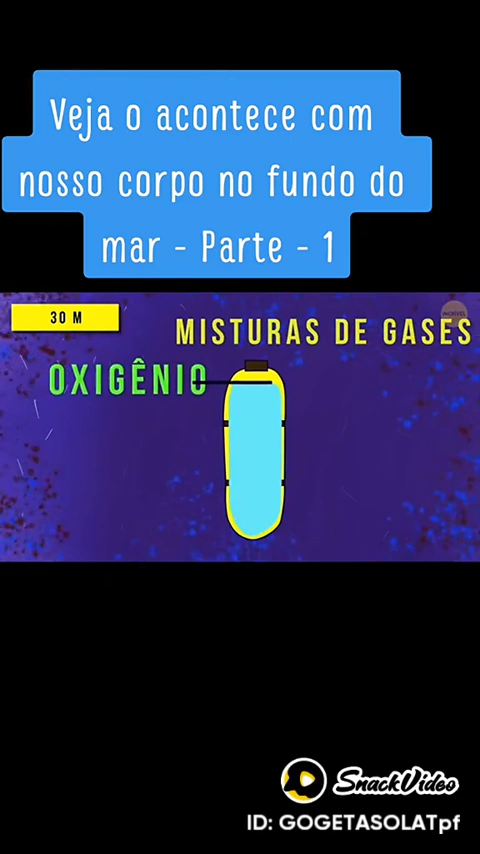 Veja o acontece com
nosso corpo no fundo do
mar - Parte - 1
30 M
INCRÍVEL
MISTURAS DE GASES
OXIGÊNIO
SnackVideo
ID: GOGETASOLATpf